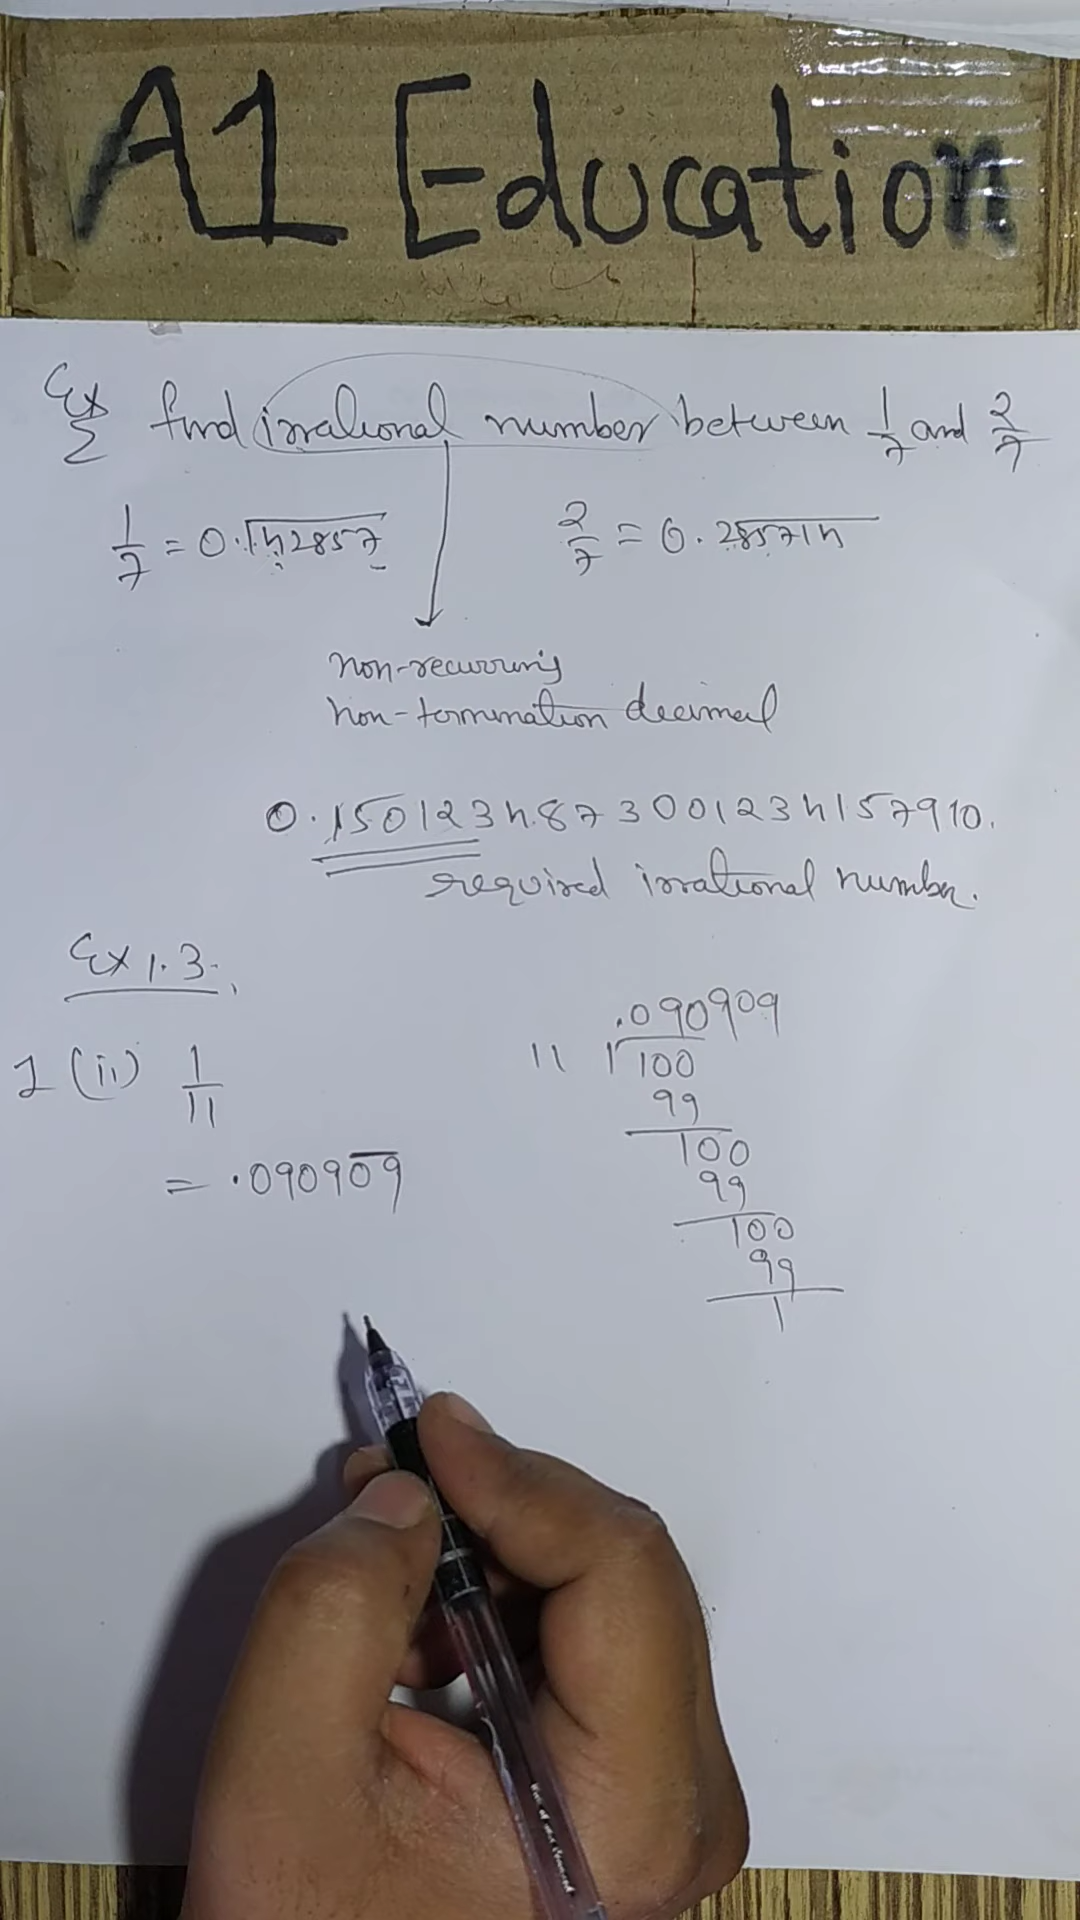 A1 Education
Ex find irrational number between 1/7 and 2/7
1/7 = 0.142857 2/7 = 0.285714
non-recurring
non-termination decimal
0.1501234873001234157910.
required irrational number.
Ex 1.3.
1 (ii) 1/11
= .090909
.090909
11 100
99
100
99
100
99
1